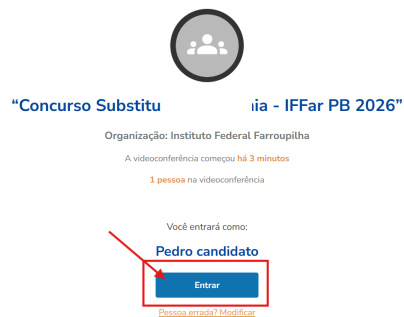 “Concurso Substitu ia - IFFar PB 2026”
Organização: Instituto Federal Farroupilha
A videoconferência começou há 3 minutos
1 pessoa na videoconferência
Você entrará como:
Pedro candidato
Entrar
Pessoa errada? Modificar